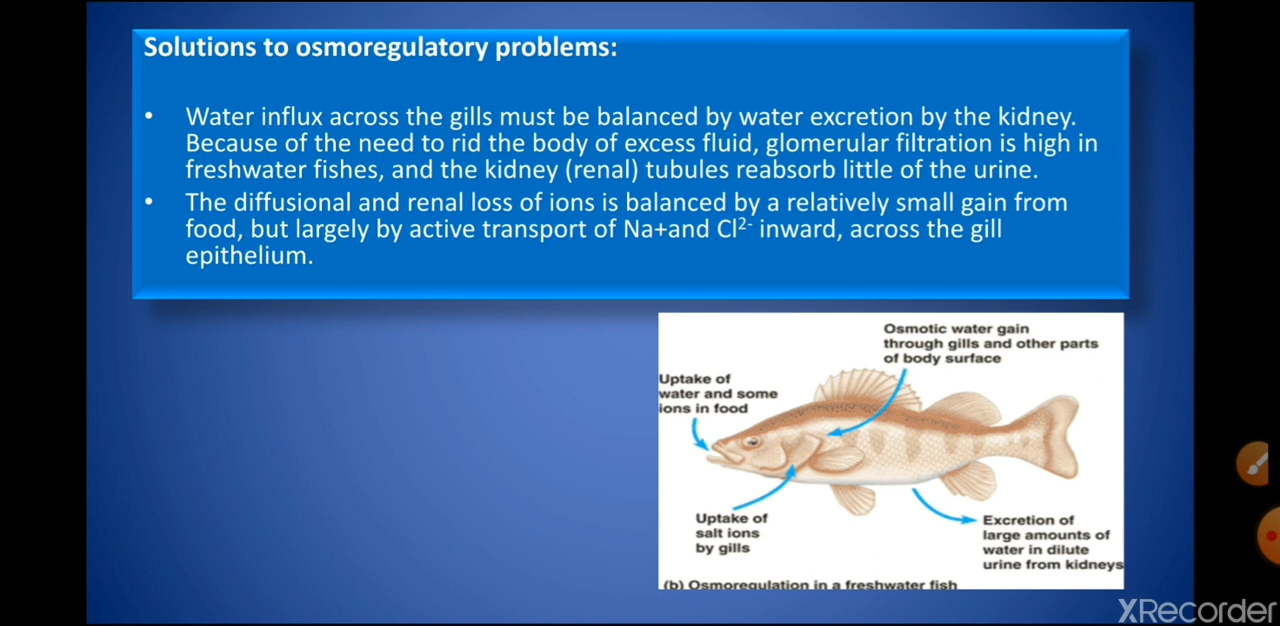 Solutions to osmoregulatory problems:
• Water influx across the gills must be balanced by water excretion by the kidney.
Because of the need to rid the body of excess fluid, glomerular filtration is high in
freshwater fishes, and the kidney (renal) tubules reabsorb little of the urine.
• The diffusional and renal loss of ions is balanced by a relatively small gain from
food, but largely by active transport of Na+and Cl²⁻ inward, across the gill
epithelium.
Osmotic water gain
through gills and other parts
of body surface
Uptake of
water and some
ions in food
Uptake of
salt ions
by gills
Excretion of
large amounts of
water in dilute
urine from kidneys
(b) Osmoregulation in a freshwater fish
XRecorder